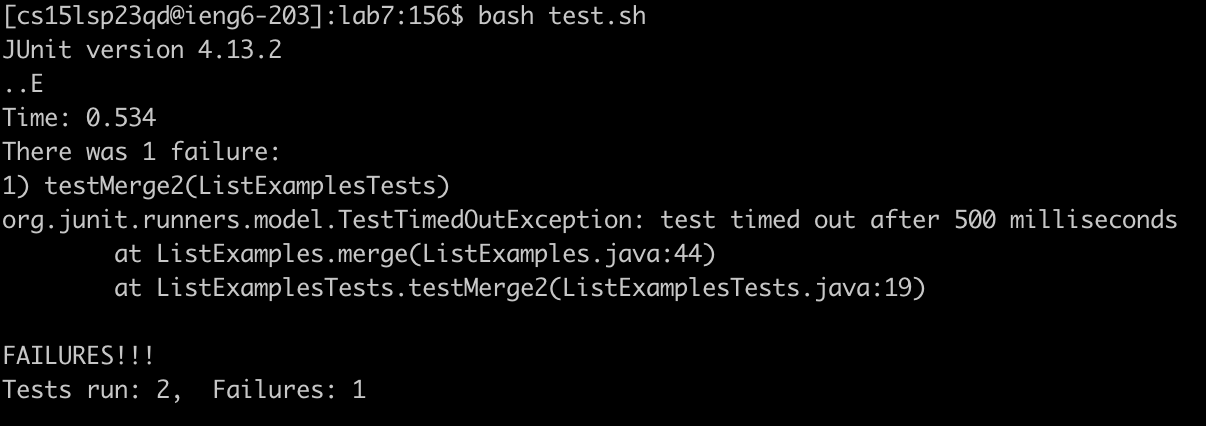 [cs15lsp23qd@ieng6-203]:lab7:156$ bash test.sh
JUnit version 4.13.2
..E
Time: 0.534
There was 1 failure:
1) testMerge2(ListExamplesTests)
org.junit.runners.model.TestTimedOutException: test timed out after 500 milliseconds
        at ListExamples.merge(ListExamples.java:44)
        at ListExamplesTests.testMerge2(ListExamplesTests.java:19)

FAILURES!!!
Tests run: 2,  Failures: 1